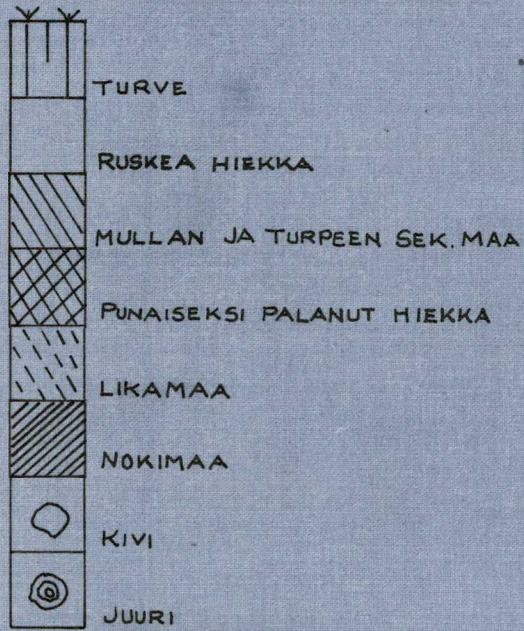 TURVE
RUSKEA HIEKKA
MULLAN JA TURPEEN SEK. MAA
PUNAISEKSI PALANUT HIEKKA
LIKAMAA
NOKIMAA
KIVI
JUURI